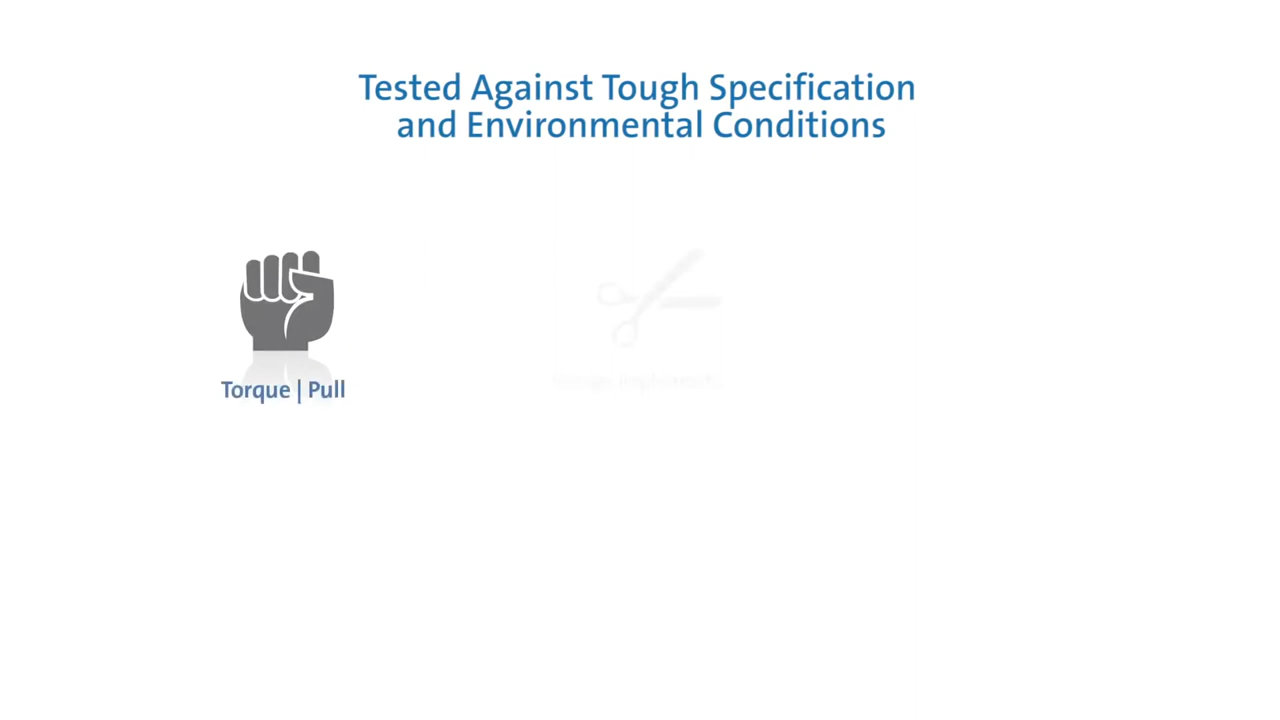 Tested Against Tough Specification
and Environmental Conditions
Torque | Pull